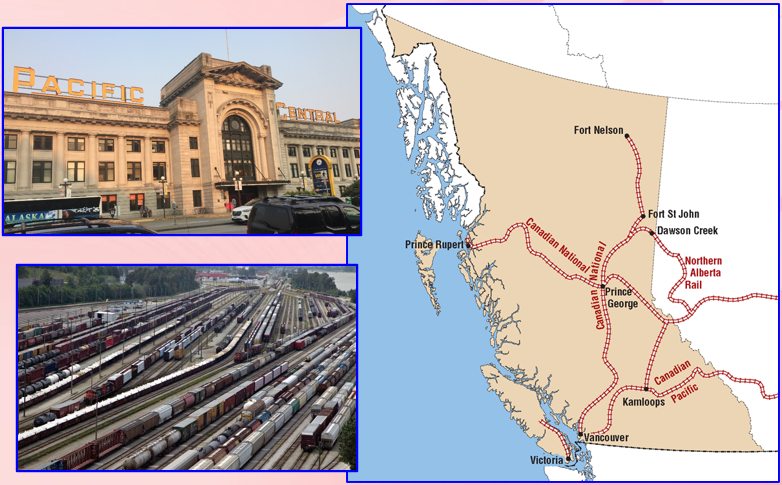 PACIFIC
CENTRAL
ALASKA
Fort Nelson
Fort St John
Dawson Creek
Northern
Alberta
Rail
Canadian National
Prince Rupert
Canadian National
Prince
George
Canadian
Pacific
Kamloops
Vancouver
Victoria